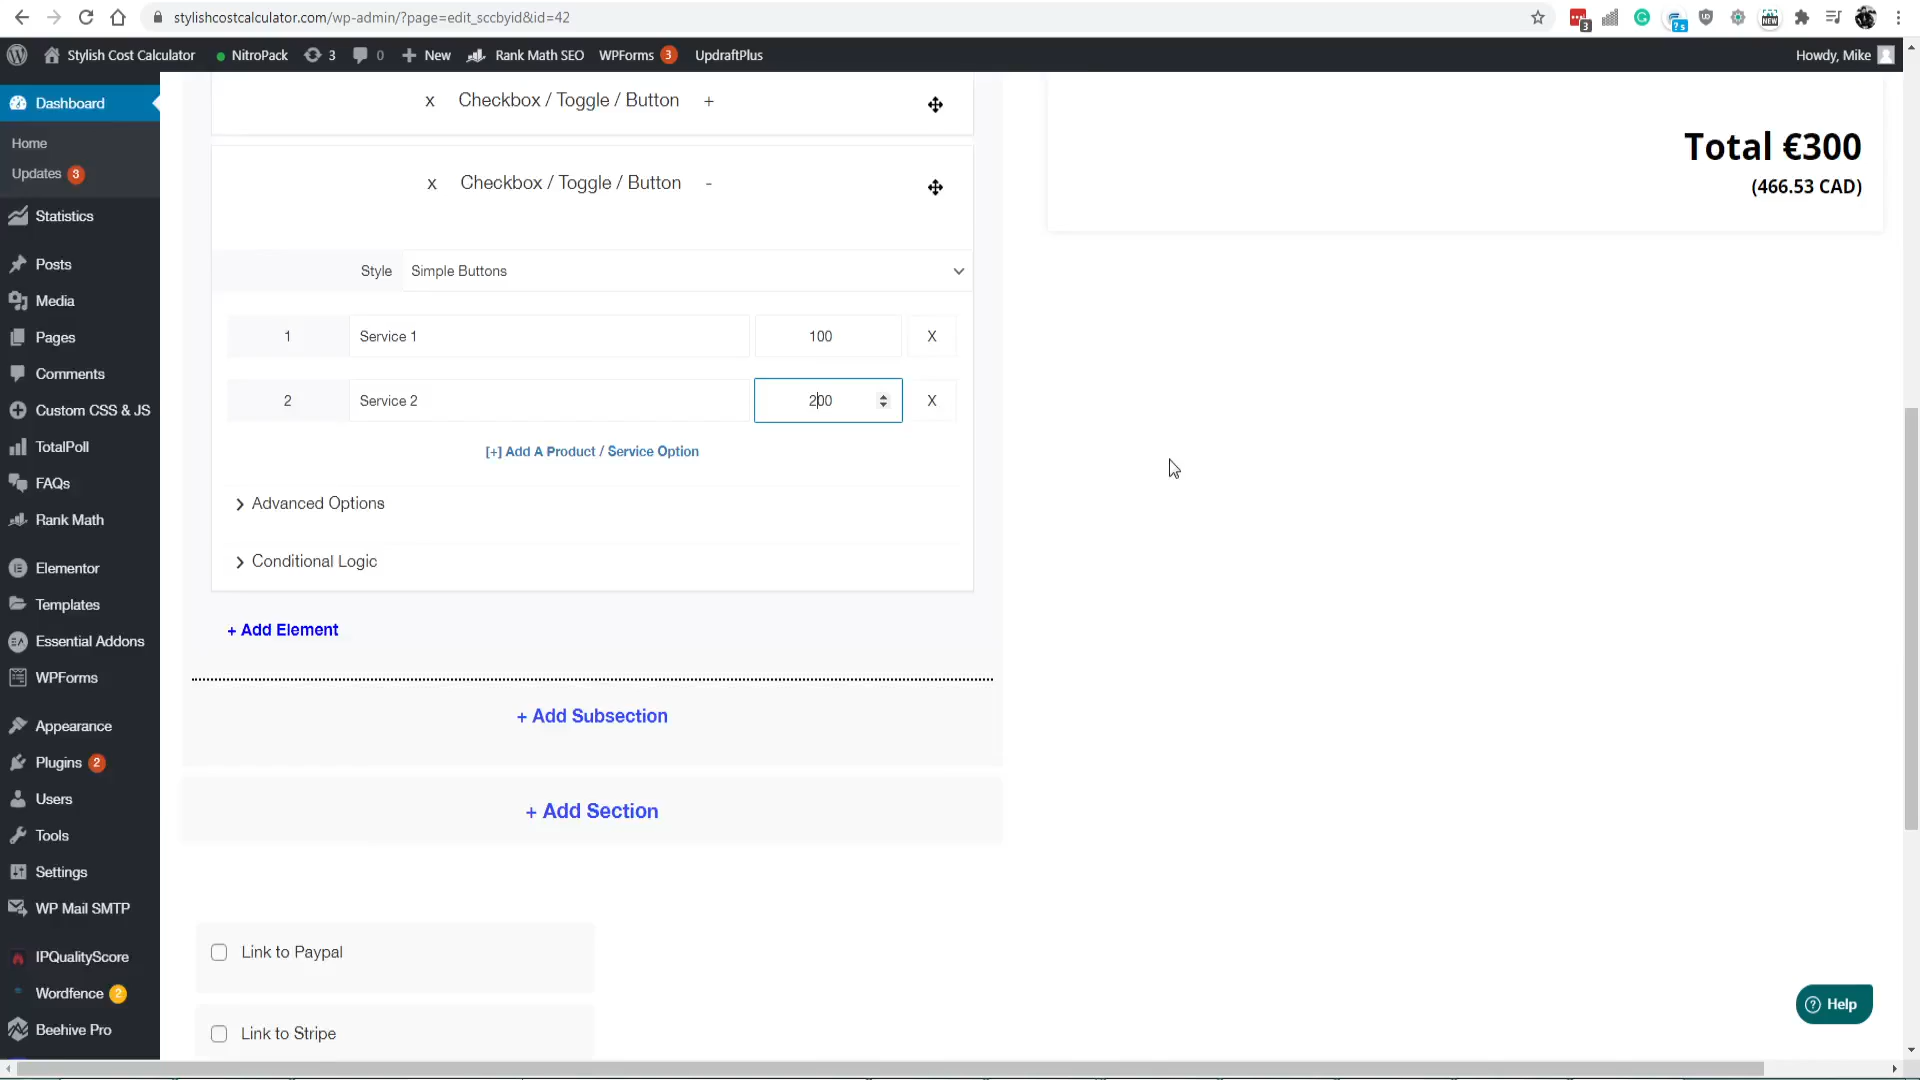 stylishcostcalculator.com/wp-admin/?page=edit_sccbyid&id=42
3
?s
NEW
Stylish Cost Calculator
NitroPack
3
0
New
Rank Math SEO
WPForms 3
UpdraftPlus
Howdy, Mike
Dashboard
Home
Updates 3
Statistics
Posts
Media
Pages
Comments
Custom CSS & JS
TotalPoll
FAQs
Rank Math
Elementor
Templates
Essential Addons
WPForms
Appearance
Plugins 2
Users
Tools
Settings
WP Mail SMTP
IPQualityScore
Wordfence 2
Beehive Pro
x Checkbox / Toggle / Button +
x Checkbox / Toggle / Button -
Style Simple Buttons
1 Service 1 100 X
2 Service 2 200 X
[+] Add A Product / Service Option
Advanced Options
Conditional Logic
+ Add Element
+ Add Subsection
+ Add Section
Link to Paypal
Link to Stripe
Total €300
(466.53 CAD)
? Help